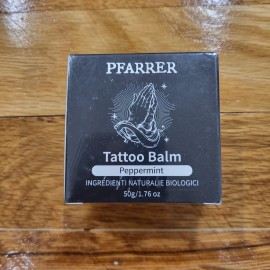 PFARRER
Tattoo Balm
Peppermint
INGREDIENTI NATURALIE BIOLOGICI
50g/1.76 oz